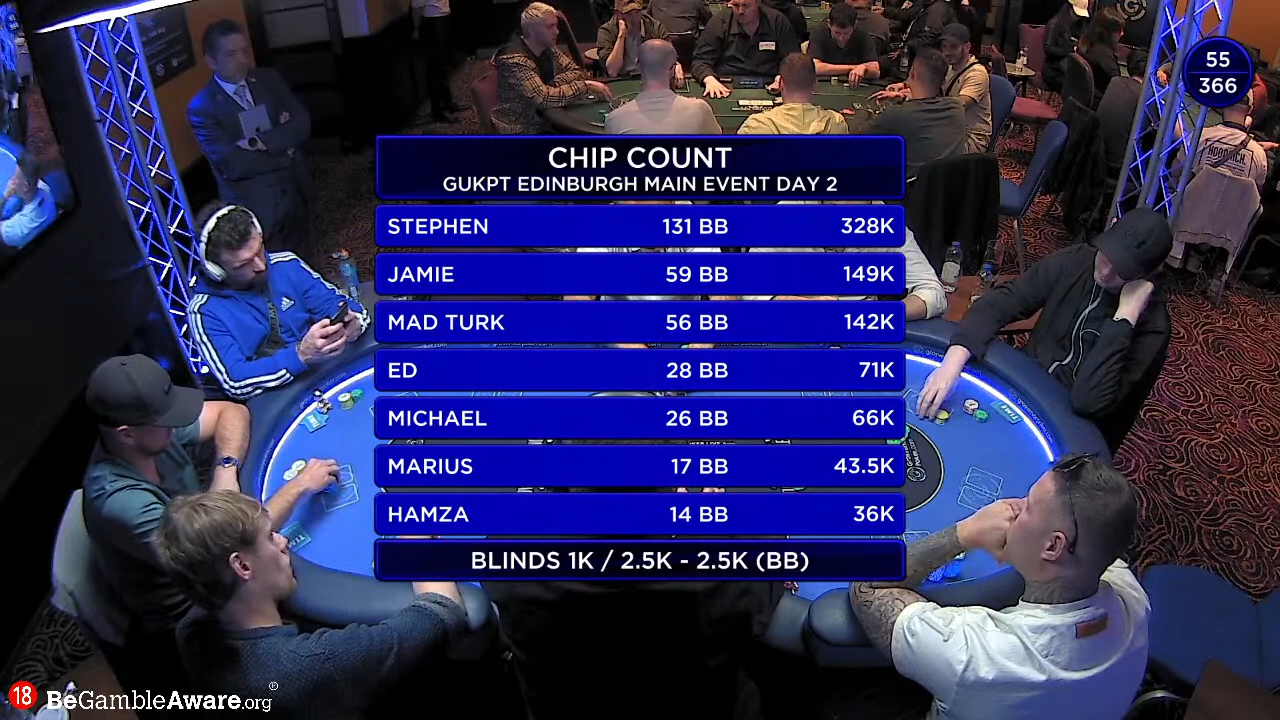 55
366
CHIP COUNT
GUKPT EDINBURGH MAIN EVENT DAY 2
STEPHEN 131 BB 328K
JAMIE 59 BB 149K
MAD TURK 56 BB 142K
ED 28 BB 71K
MICHAEL 26 BB 66K
MARIUS 17 BB 43.5K
HAMZA 14 BB 36K
BLINDS 1K / 2.5K - 2.5K (BB)
18 BeGambleAware.org®